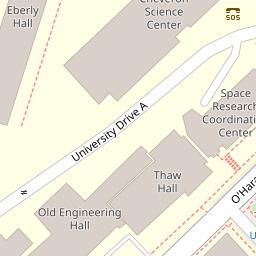 Eberly
Hall
Chevron
Science
Center
SOS
Space
Research
Coordination
Center
University Drive A
Thaw
Hall
Old Engineering
Hall
O'Hara
U